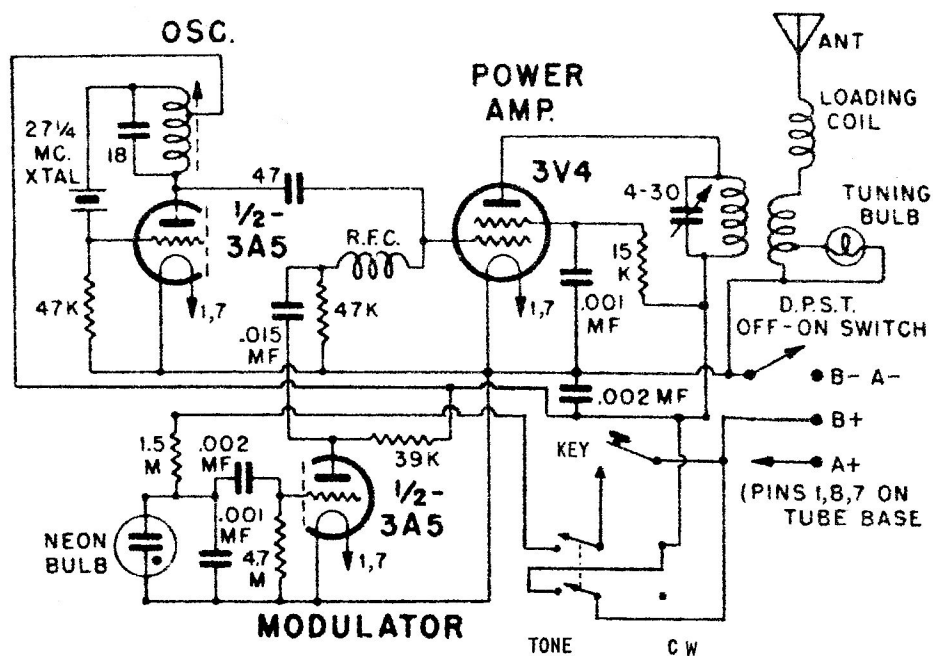 OSC.
POWER
AMP.
ANT
LOADING
COIL
27¼
MC.
XTAL
18
47
3V4
4-30
TUNING
BULB
½-
3A5
R.F.C.
15
K
47K
1,7
47K
.015
MF
.001
MF
D.P.S.T.
OFF-ON SWITCH
B- A-
.002 MF
B+
1.5
M
.002
MF
39K
KEY
A+
½-
3A5
(PINS 1,8,7 ON
TUBE BASE
.001
MF
NEON
BULB
4.7
M
1,7
MODULATOR
TONE
CW